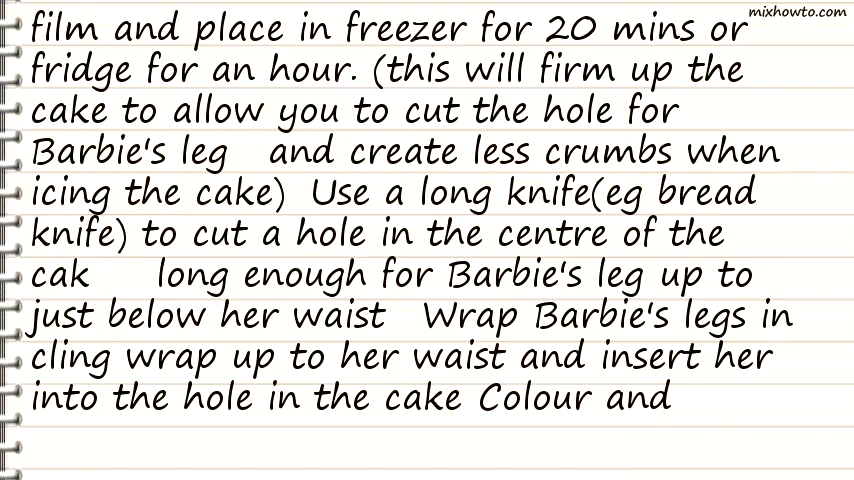 mixhowto.com
film and place in freezer for 20 mins or
fridge for an hour. (this will firm up the
cake to allow you to cut the hole for
Barbie's leg   and create less crumbs when
icing the cake)  Use a long knife(eg bread
knife) to cut a hole in the centre of the
cak      long enough for Barbie's leg up to
just below her waist   Wrap Barbie's legs in
cling wrap up to her waist and insert her
into the hole in the cake Colour and